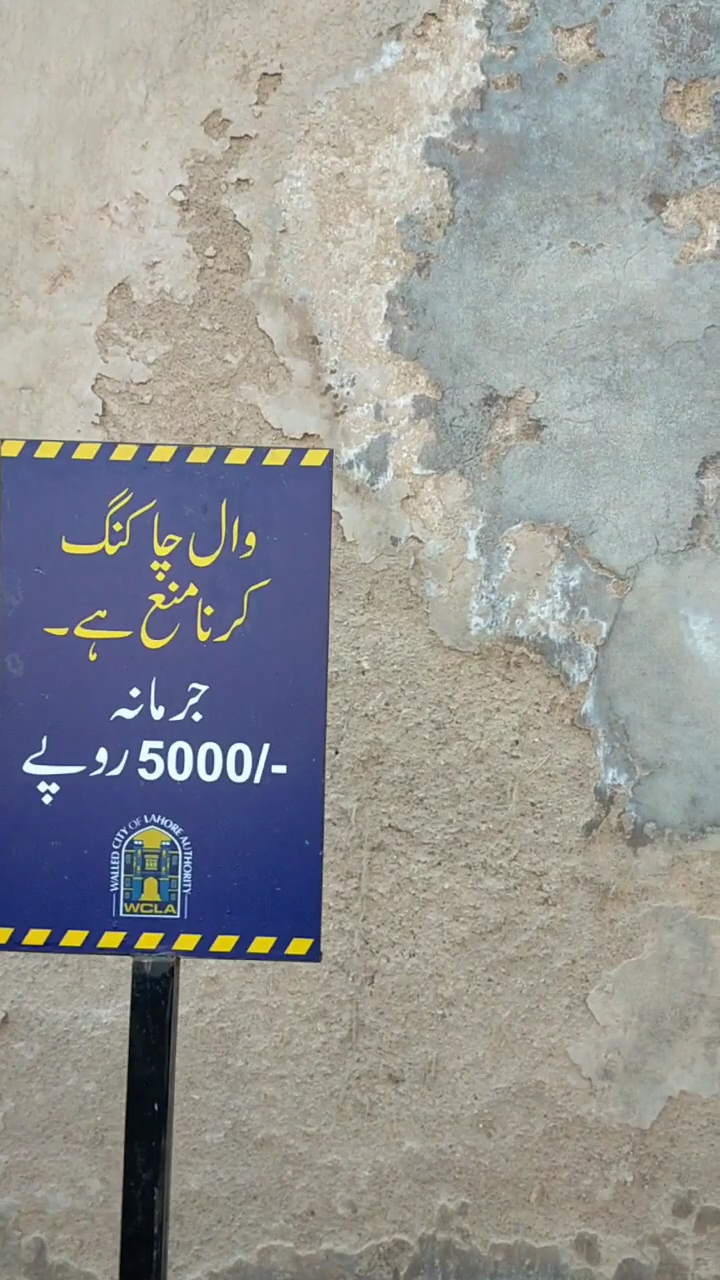 وال چاکنگ
کرنا منع ہے۔
جرمانہ
5000/- روپے
WALLED CITY OF LAHORE AUTHORITY
WCLA